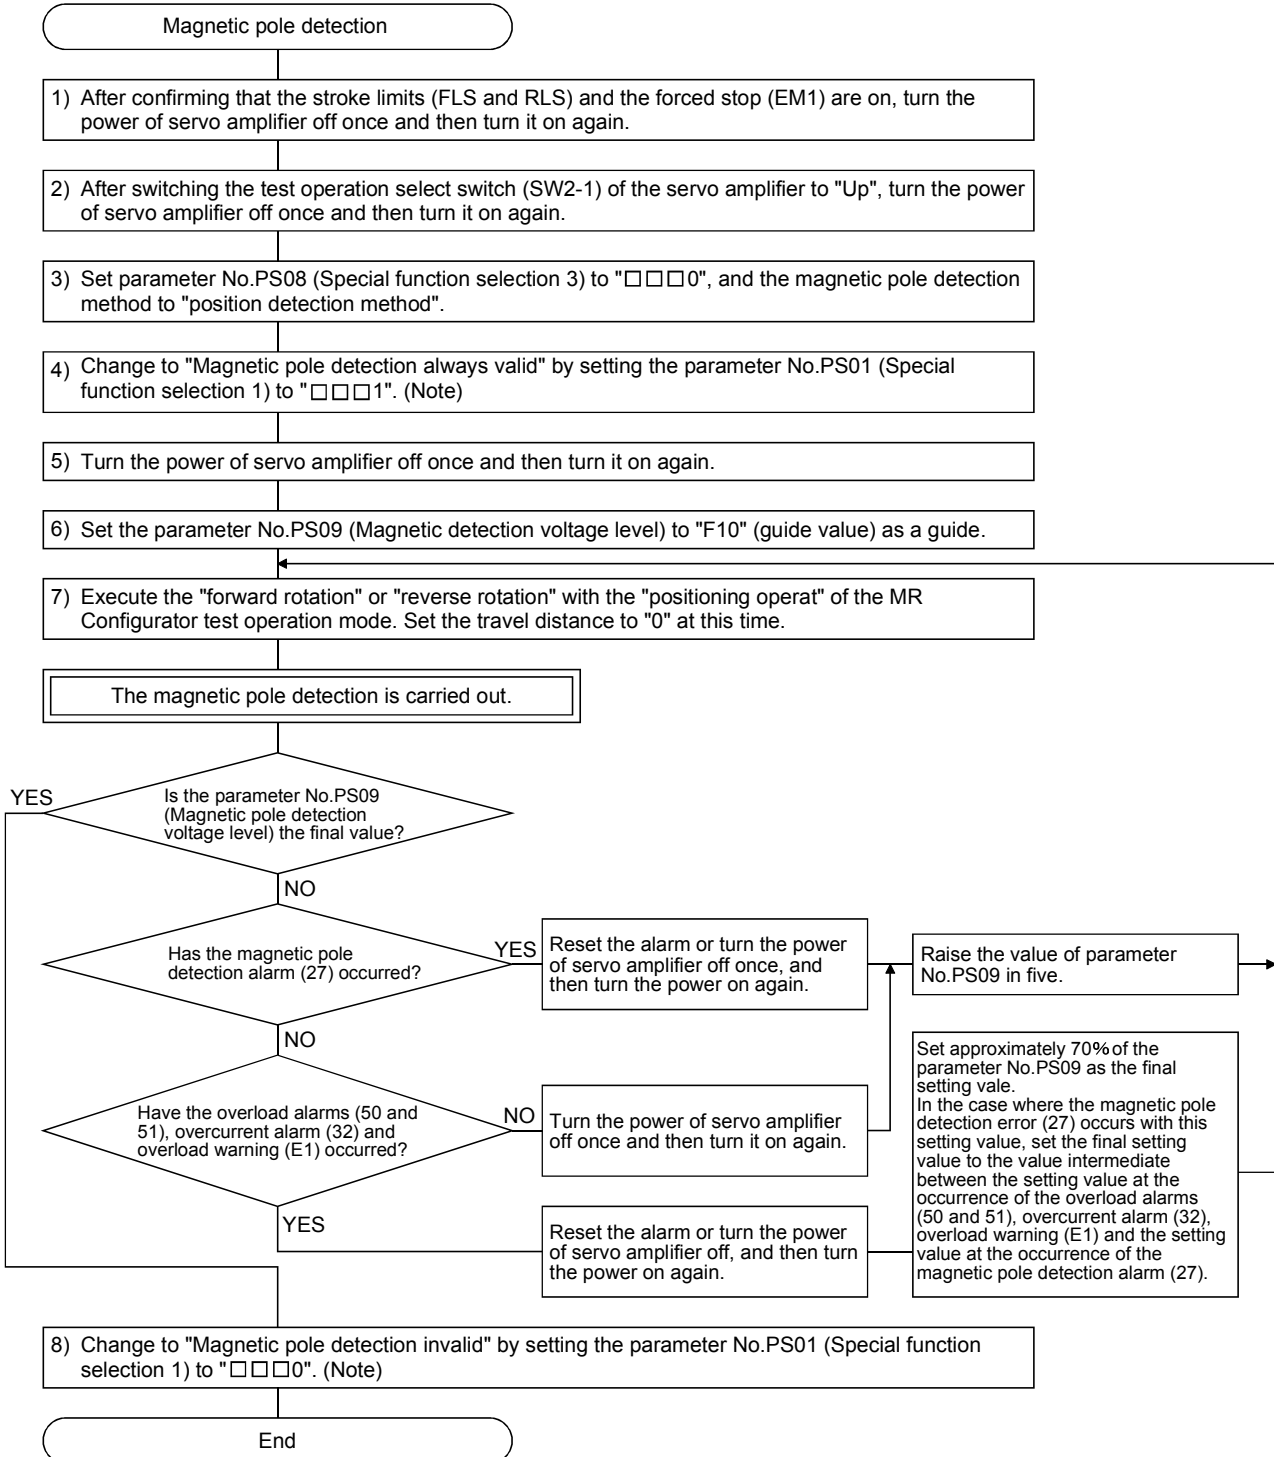 Magnetic pole detection
1) After confirming that the stroke limits (FLS and RLS) and the forced stop (EM1) are on, turn the
power of servo amplifier off once and then turn it on again.
2) After switching the test operation select switch (SW2-1) of the servo amplifier to "Up", turn the power
of servo amplifier off once and then turn it on again.
3) Set parameter No.PS08 (Special function selection 3) to "□□□0", and the magnetic pole detection
method to "position detection method".
4) Change to "Magnetic pole detection always valid" by setting the parameter No.PS01 (Special
function selection 1) to "□□□1". (Note)
5) Turn the power of servo amplifier off once and then turn it on again.
6) Set the parameter No.PS09 (Magnetic detection voltage level) to "F10" (guide value) as a guide.
7) Execute the "forward rotation" or "reverse rotation" with the "positioning operat" of the MR
Configurator test operation mode. Set the travel distance to "0" at this time.
The magnetic pole detection is carried out.
YES
Is the parameter No.PS09
(Magnetic pole detection
voltage level) the final value?
NO
Has the magnetic pole
detection alarm (27) occurred?
YES
Reset the alarm or turn the power
of servo amplifier off once, and
then turn the power on again.
Raise the value of parameter
No.PS09 in five.
NO
Have the overload alarms (50 and
51), overcurrent alarm (32) and
overload warning (E1) occurred?
NO
Turn the power of servo amplifier
off once and then turn it on again.
Set approximately 70% of the
parameter No.PS09 as the final
setting vale.
In the case where the magnetic pole
detection error (27) occurs with this
setting value, set the final setting
value to the value intermediate
between the setting value at the
occurrence of the overload alarms
(50 and 51), overcurrent alarm (32),
overload warning (E1) and the setting
value at the occurrence of the
magnetic pole detection alarm (27).
YES
Reset the alarm or turn the power
of servo amplifier off, and then turn
the power on again.
8) Change to "Magnetic pole detection invalid" by setting the parameter No.PS01 (Special function
selection 1) to "□□□0". (Note)
End